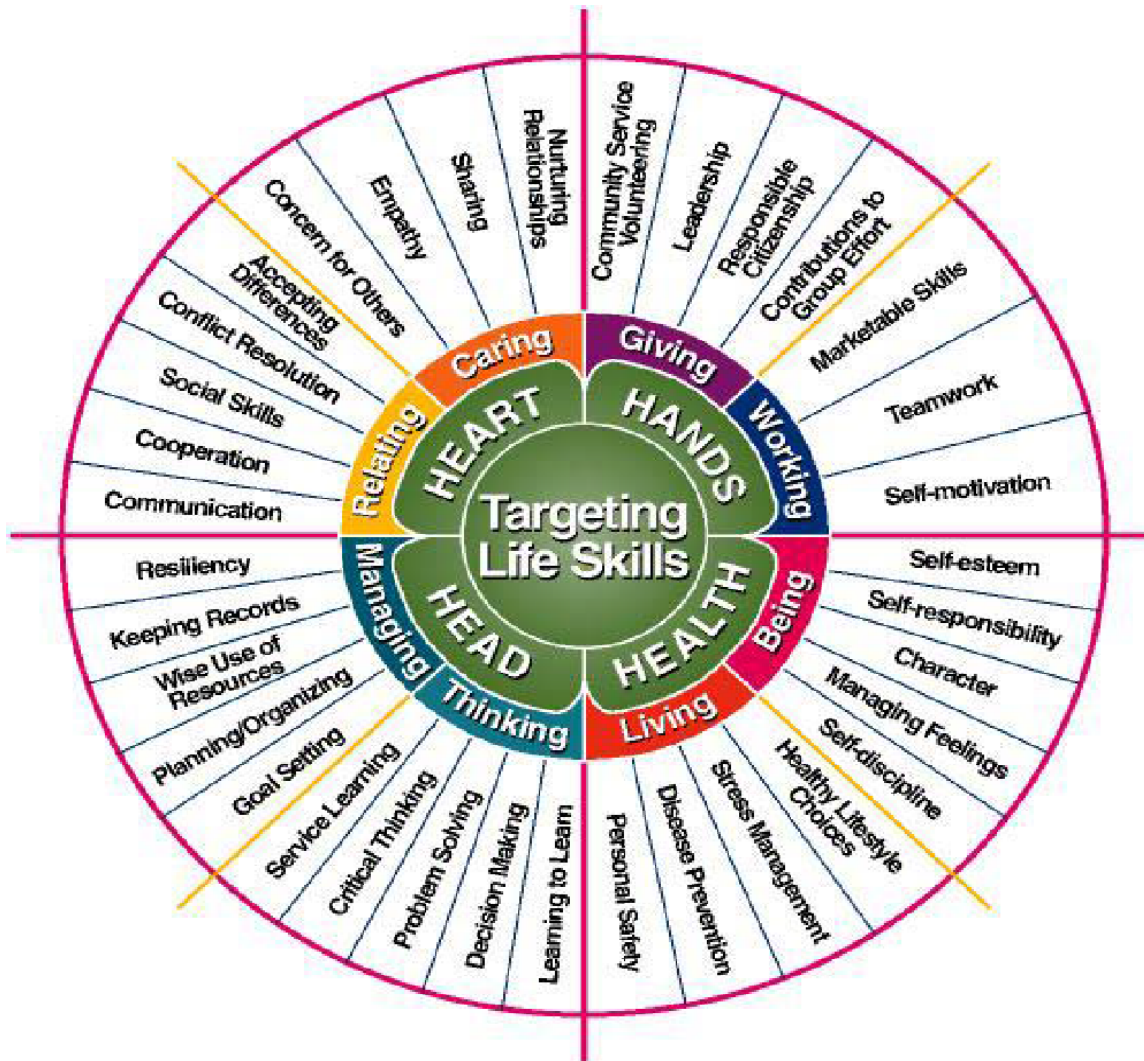 Targeting
Life Skills
HEART
HANDS
HEALTH
HEAD
Caring
Giving
Working
Being
Living
Thinking
Managing
Relating
Nurturing
Relationships
Sharing
Empathy
Concern for Others
Accepting
Differences
Conflict Resolution
Social Skills
Cooperation
Communication
Community Service
Volunteering
Leadership
Responsible
Citizenship
Contributions to
Group Effort
Marketable Skills
Teamwork
Self-motivation
Self-esteem
Self-responsibility
Character
Managing Feelings
Self-discipline
Healthy Lifestyle
Choices
Stress Management
Disease Prevention
Personal Safety
Learning to Learn
Decision Making
Problem Solving
Critical Thinking
Service Learning
Goal Setting
Planning/Organizing
Wise Use of
Resources
Keeping Records
Resiliency